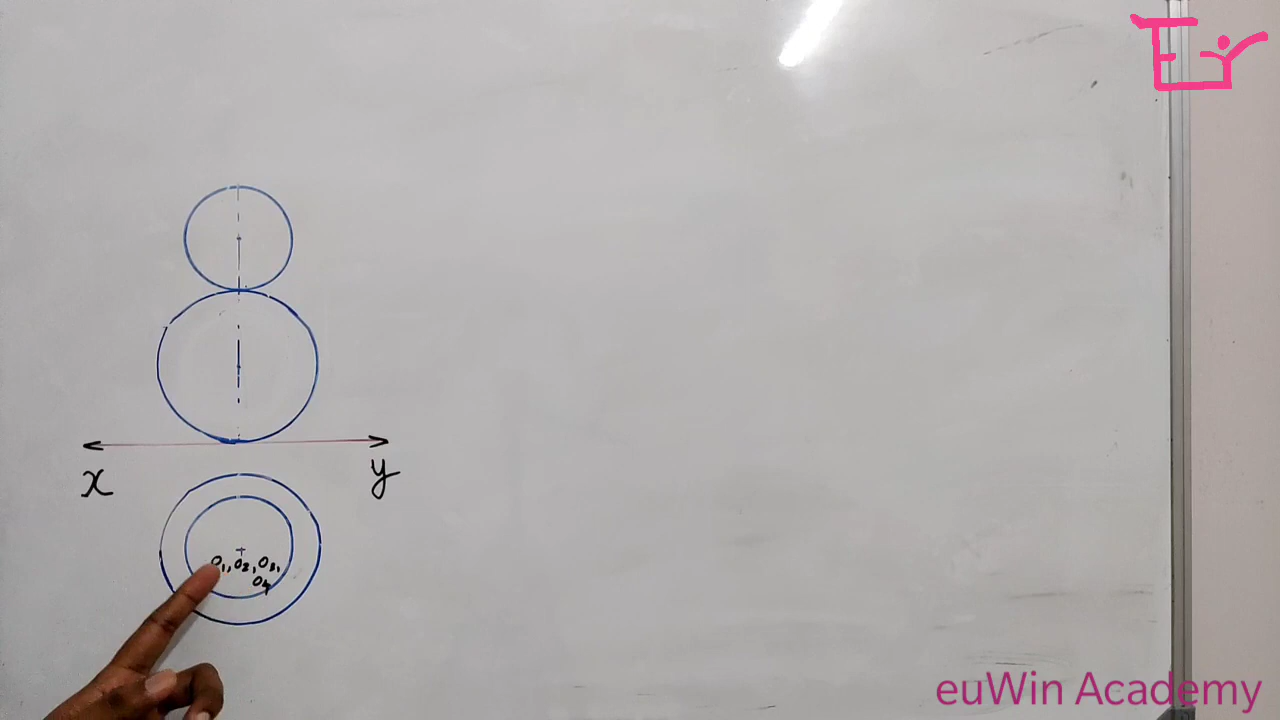 x y
O₁, O₂, O₃,
O₄
euWin Academy